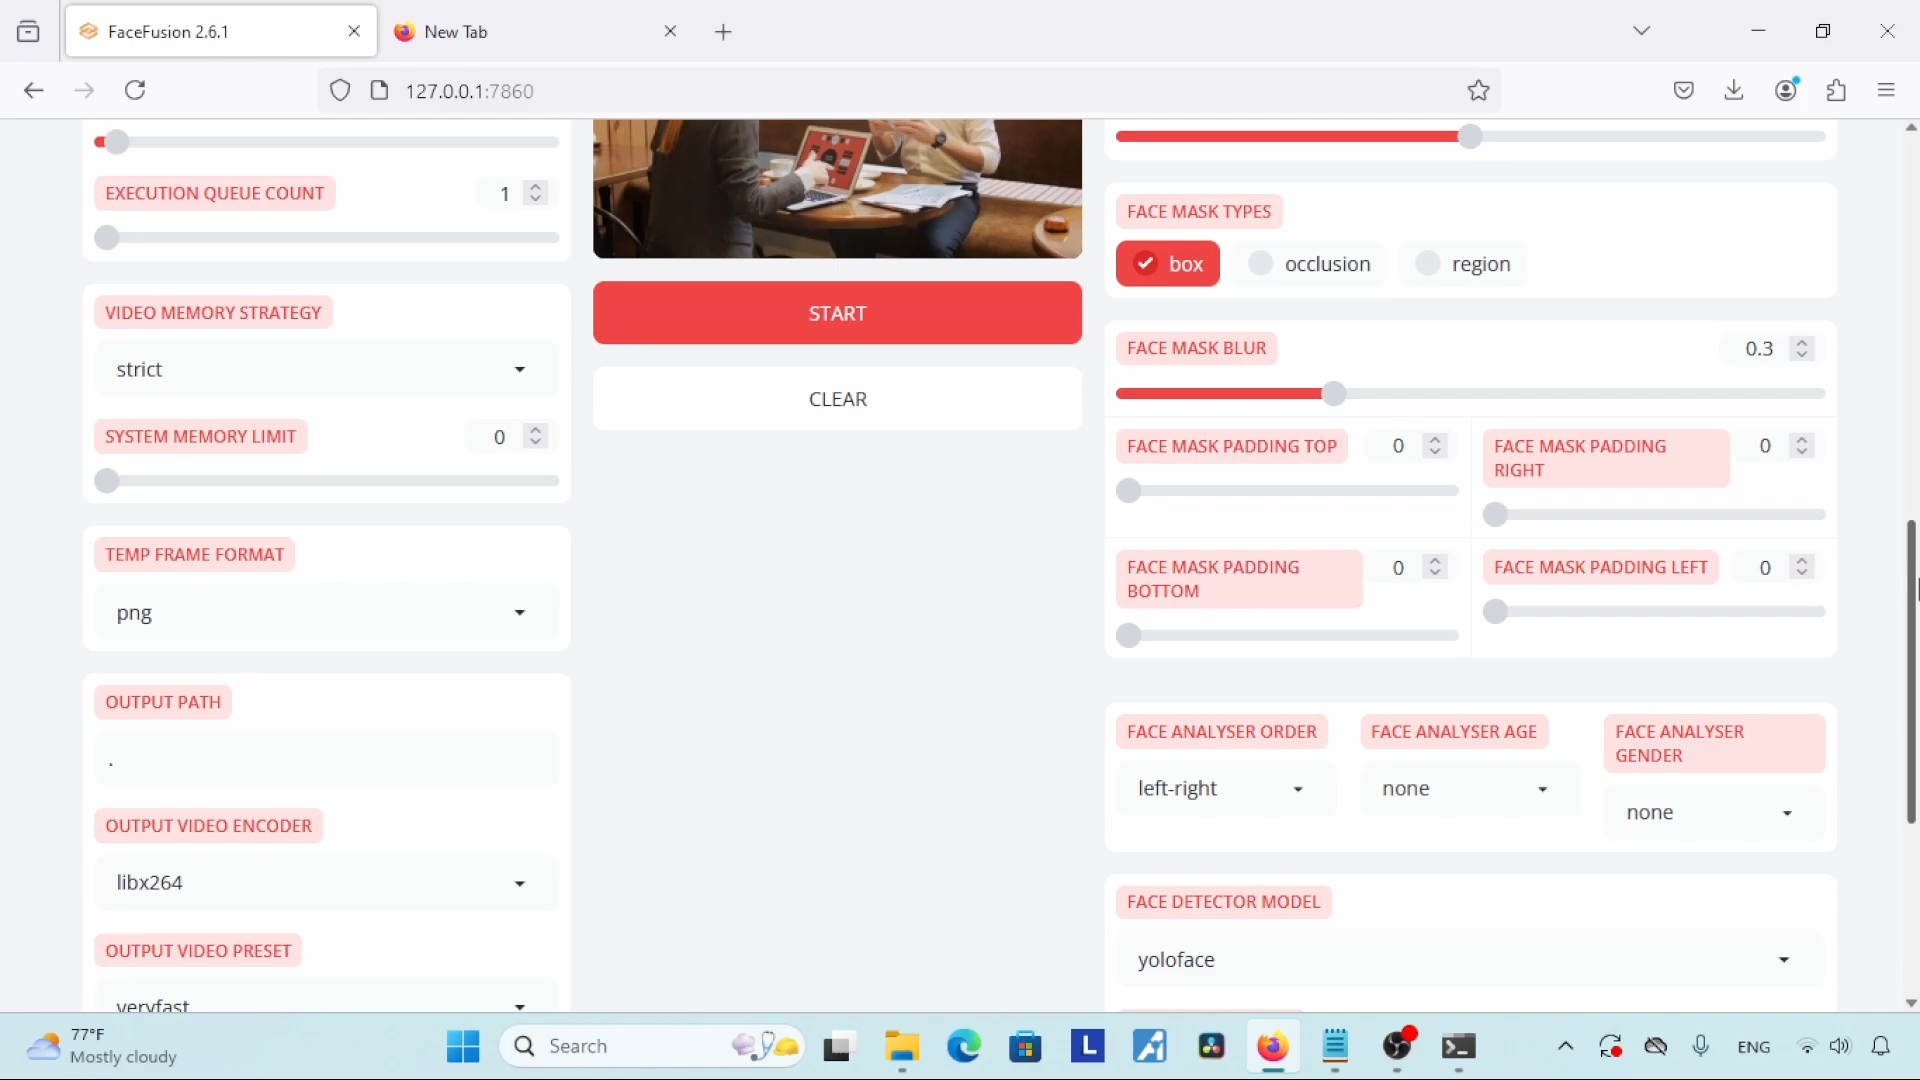 FaceFusion 2.6.1
New Tab
127.0.0.1:7860
EXECUTION QUEUE COUNT
1
VIDEO MEMORY STRATEGY
strict
SYSTEM MEMORY LIMIT
0
TEMP FRAME FORMAT
png
OUTPUT PATH
.
OUTPUT VIDEO ENCODER
libx264
OUTPUT VIDEO PRESET
veryfast
START
CLEAR
FACE MASK TYPES
box
occlusion
region
FACE MASK BLUR
0.3
FACE MASK PADDING TOP
0
FACE MASK PADDING
RIGHT
0
FACE MASK PADDING
BOTTOM
0
FACE MASK PADDING LEFT
0
FACE ANALYSER ORDER
left-right
FACE ANALYSER AGE
none
FACE ANALYSER
GENDER
none
FACE DETECTOR MODEL
yoloface
77°F
Mostly cloudy
Search
L
ENG